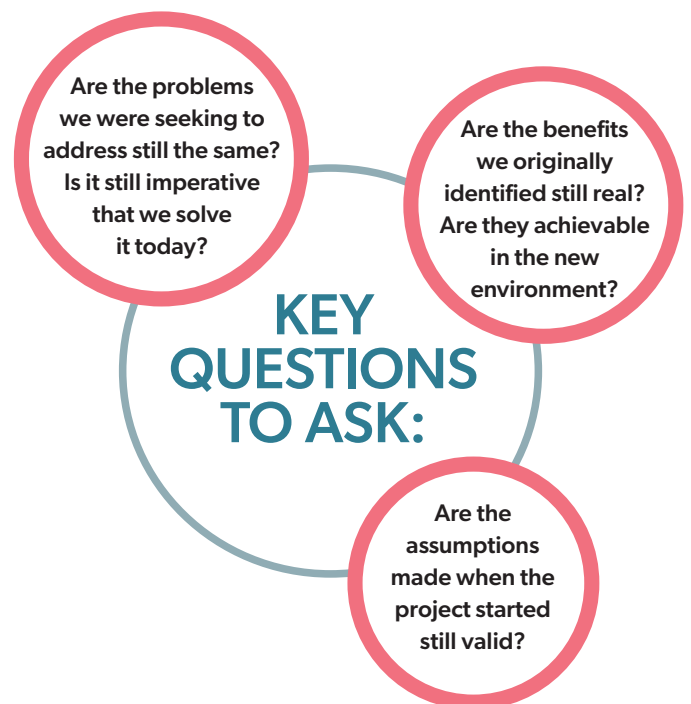 Are the problems
we were seeking to
address still the same?
Is it still imperative
that we solve
it today?
Are the benefits
we originally
identified still real?
Are they achievable
in the new
environment?
KEY
QUESTIONS
TO ASK:
Are the
assumptions
made when the
project started
still valid?